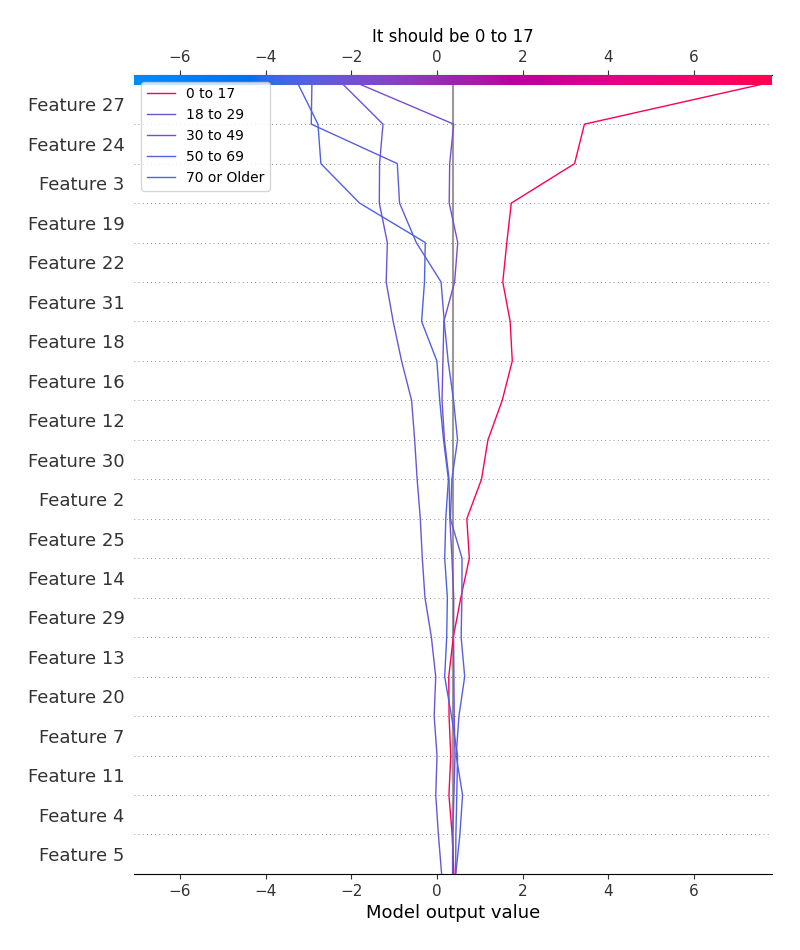 It should be 0 to 17
−6 −4 −2 0 2 4 6
0 to 17
18 to 29
30 to 49
50 to 69
70 or Older
Feature 27
Feature 24
Feature 3
Feature 19
Feature 22
Feature 31
Feature 18
Feature 16
Feature 12
Feature 30
Feature 2
Feature 25
Feature 14
Feature 29
Feature 13
Feature 20
Feature 7
Feature 11
Feature 4
Feature 5
−6 −4 −2 0 2 4 6
Model output value